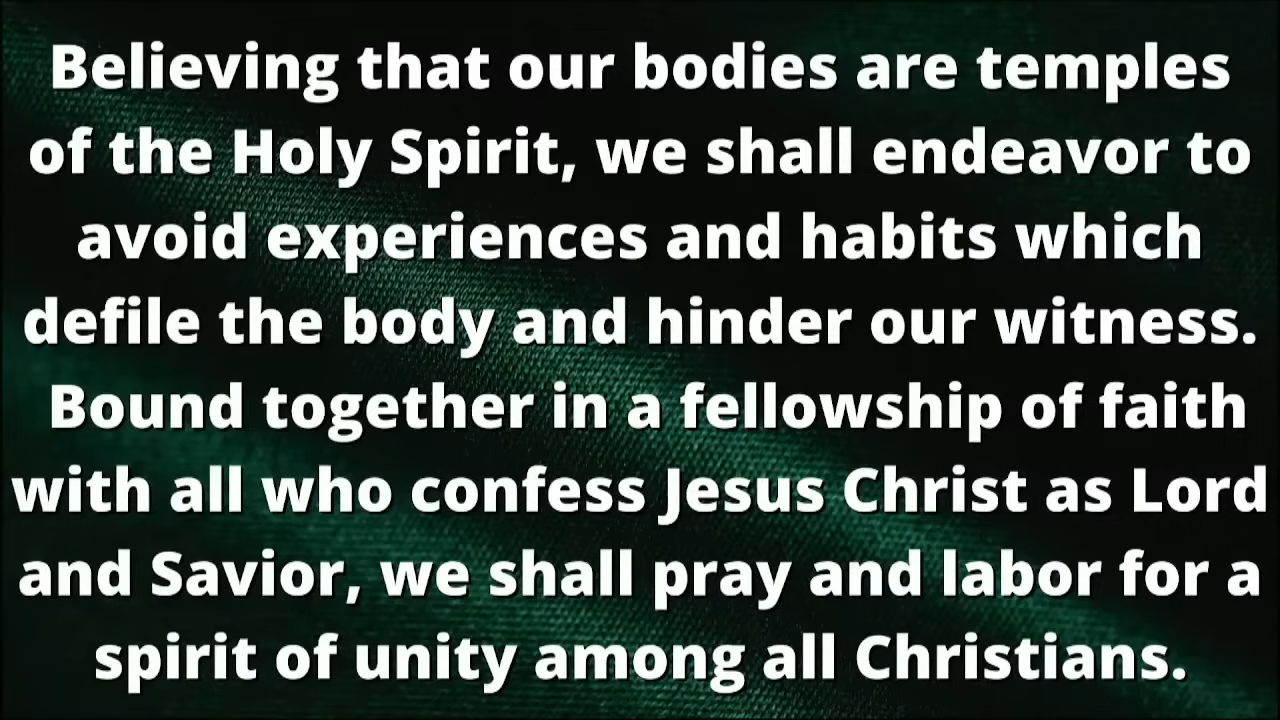 Believing that our bodies are temples
of the Holy Spirit, we shall endeavor to
avoid experiences and habits which
defile the body and hinder our witness.
Bound together in a fellowship of faith
with all who confess Jesus Christ as Lord
and Savior, we shall pray and labor for a
spirit of unity among all Christians.